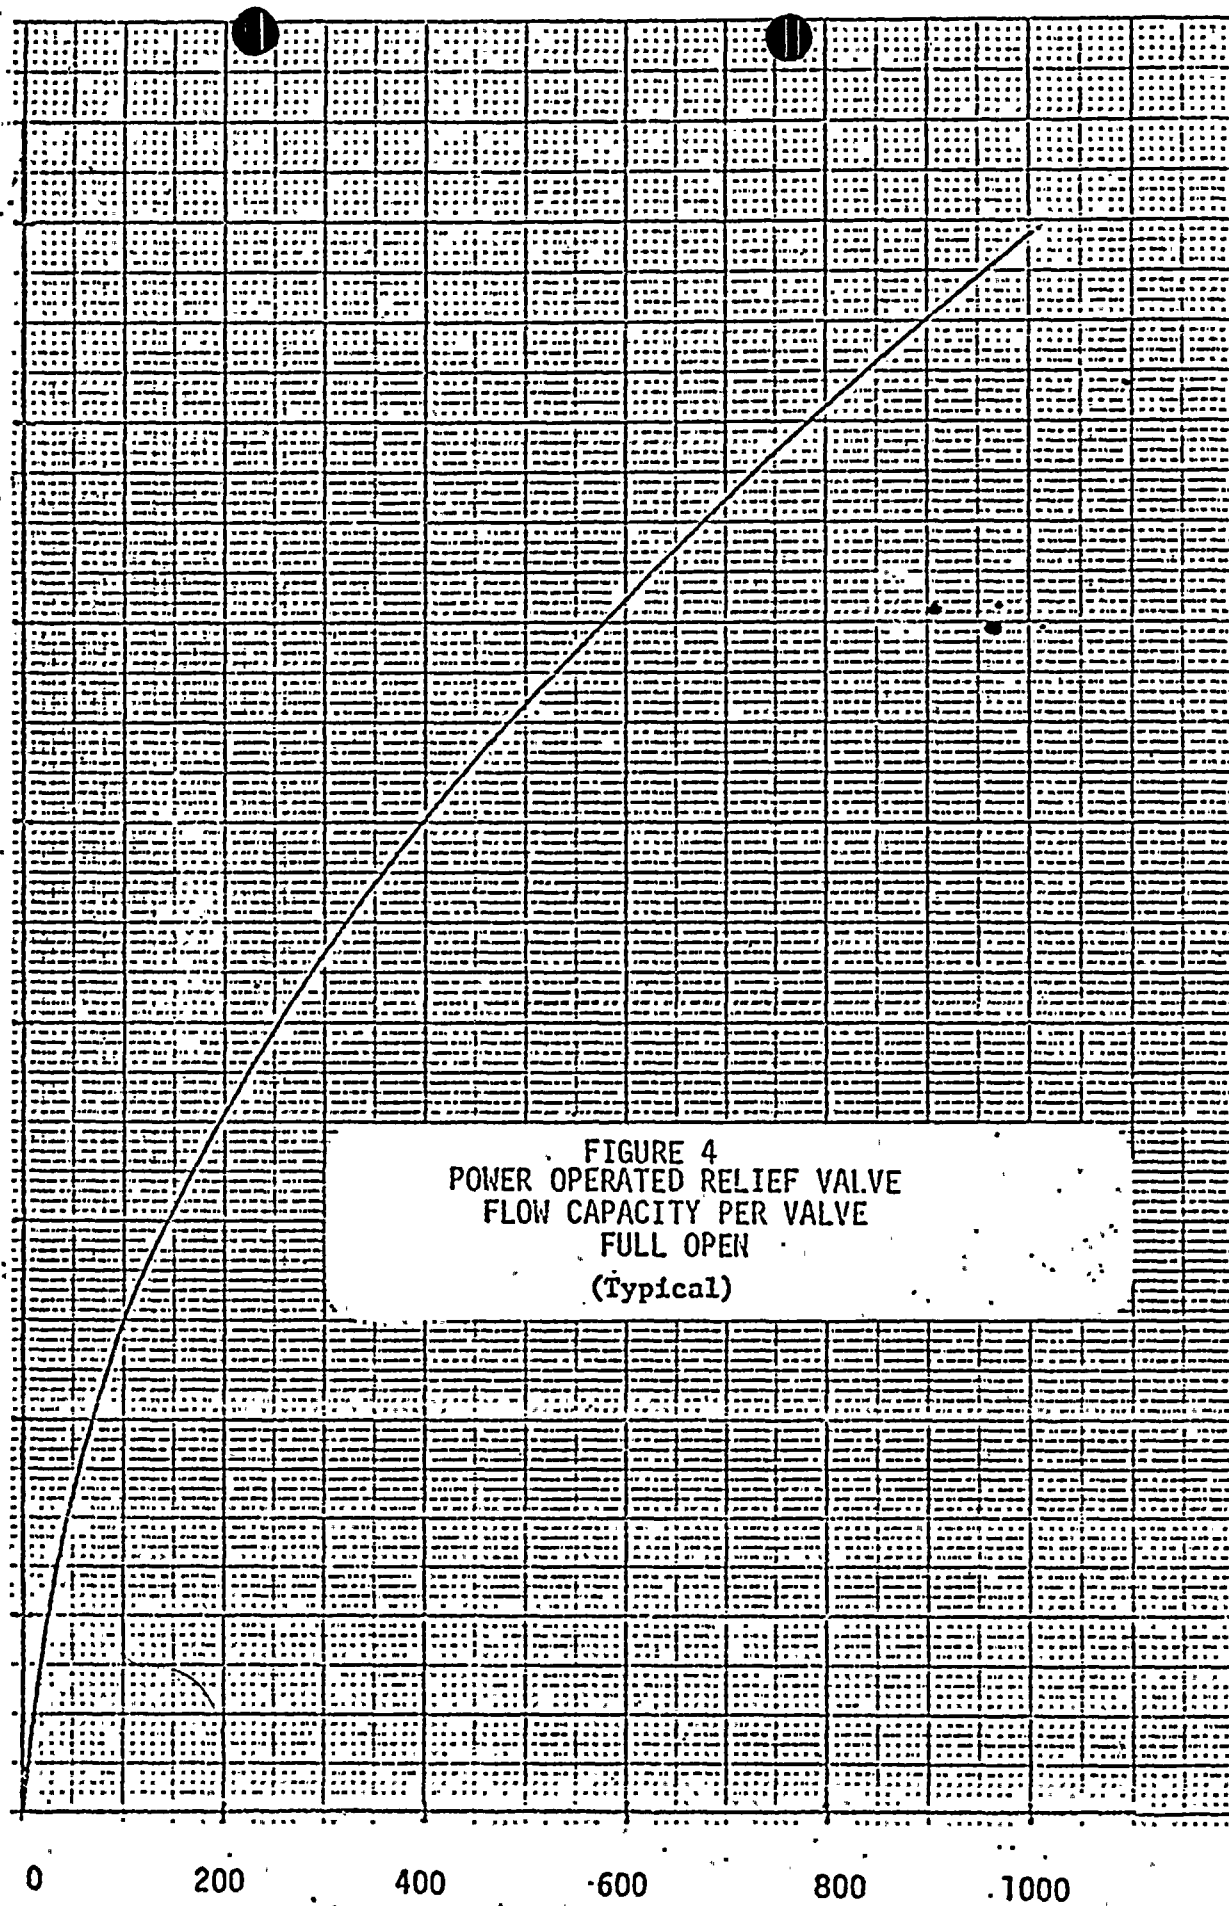 FIGURE 4
POWER OPERATED RELIEF VALVE
FLOW CAPACITY PER VALVE
FULL OPEN
(Typical)
0 200 400 600 800 1000